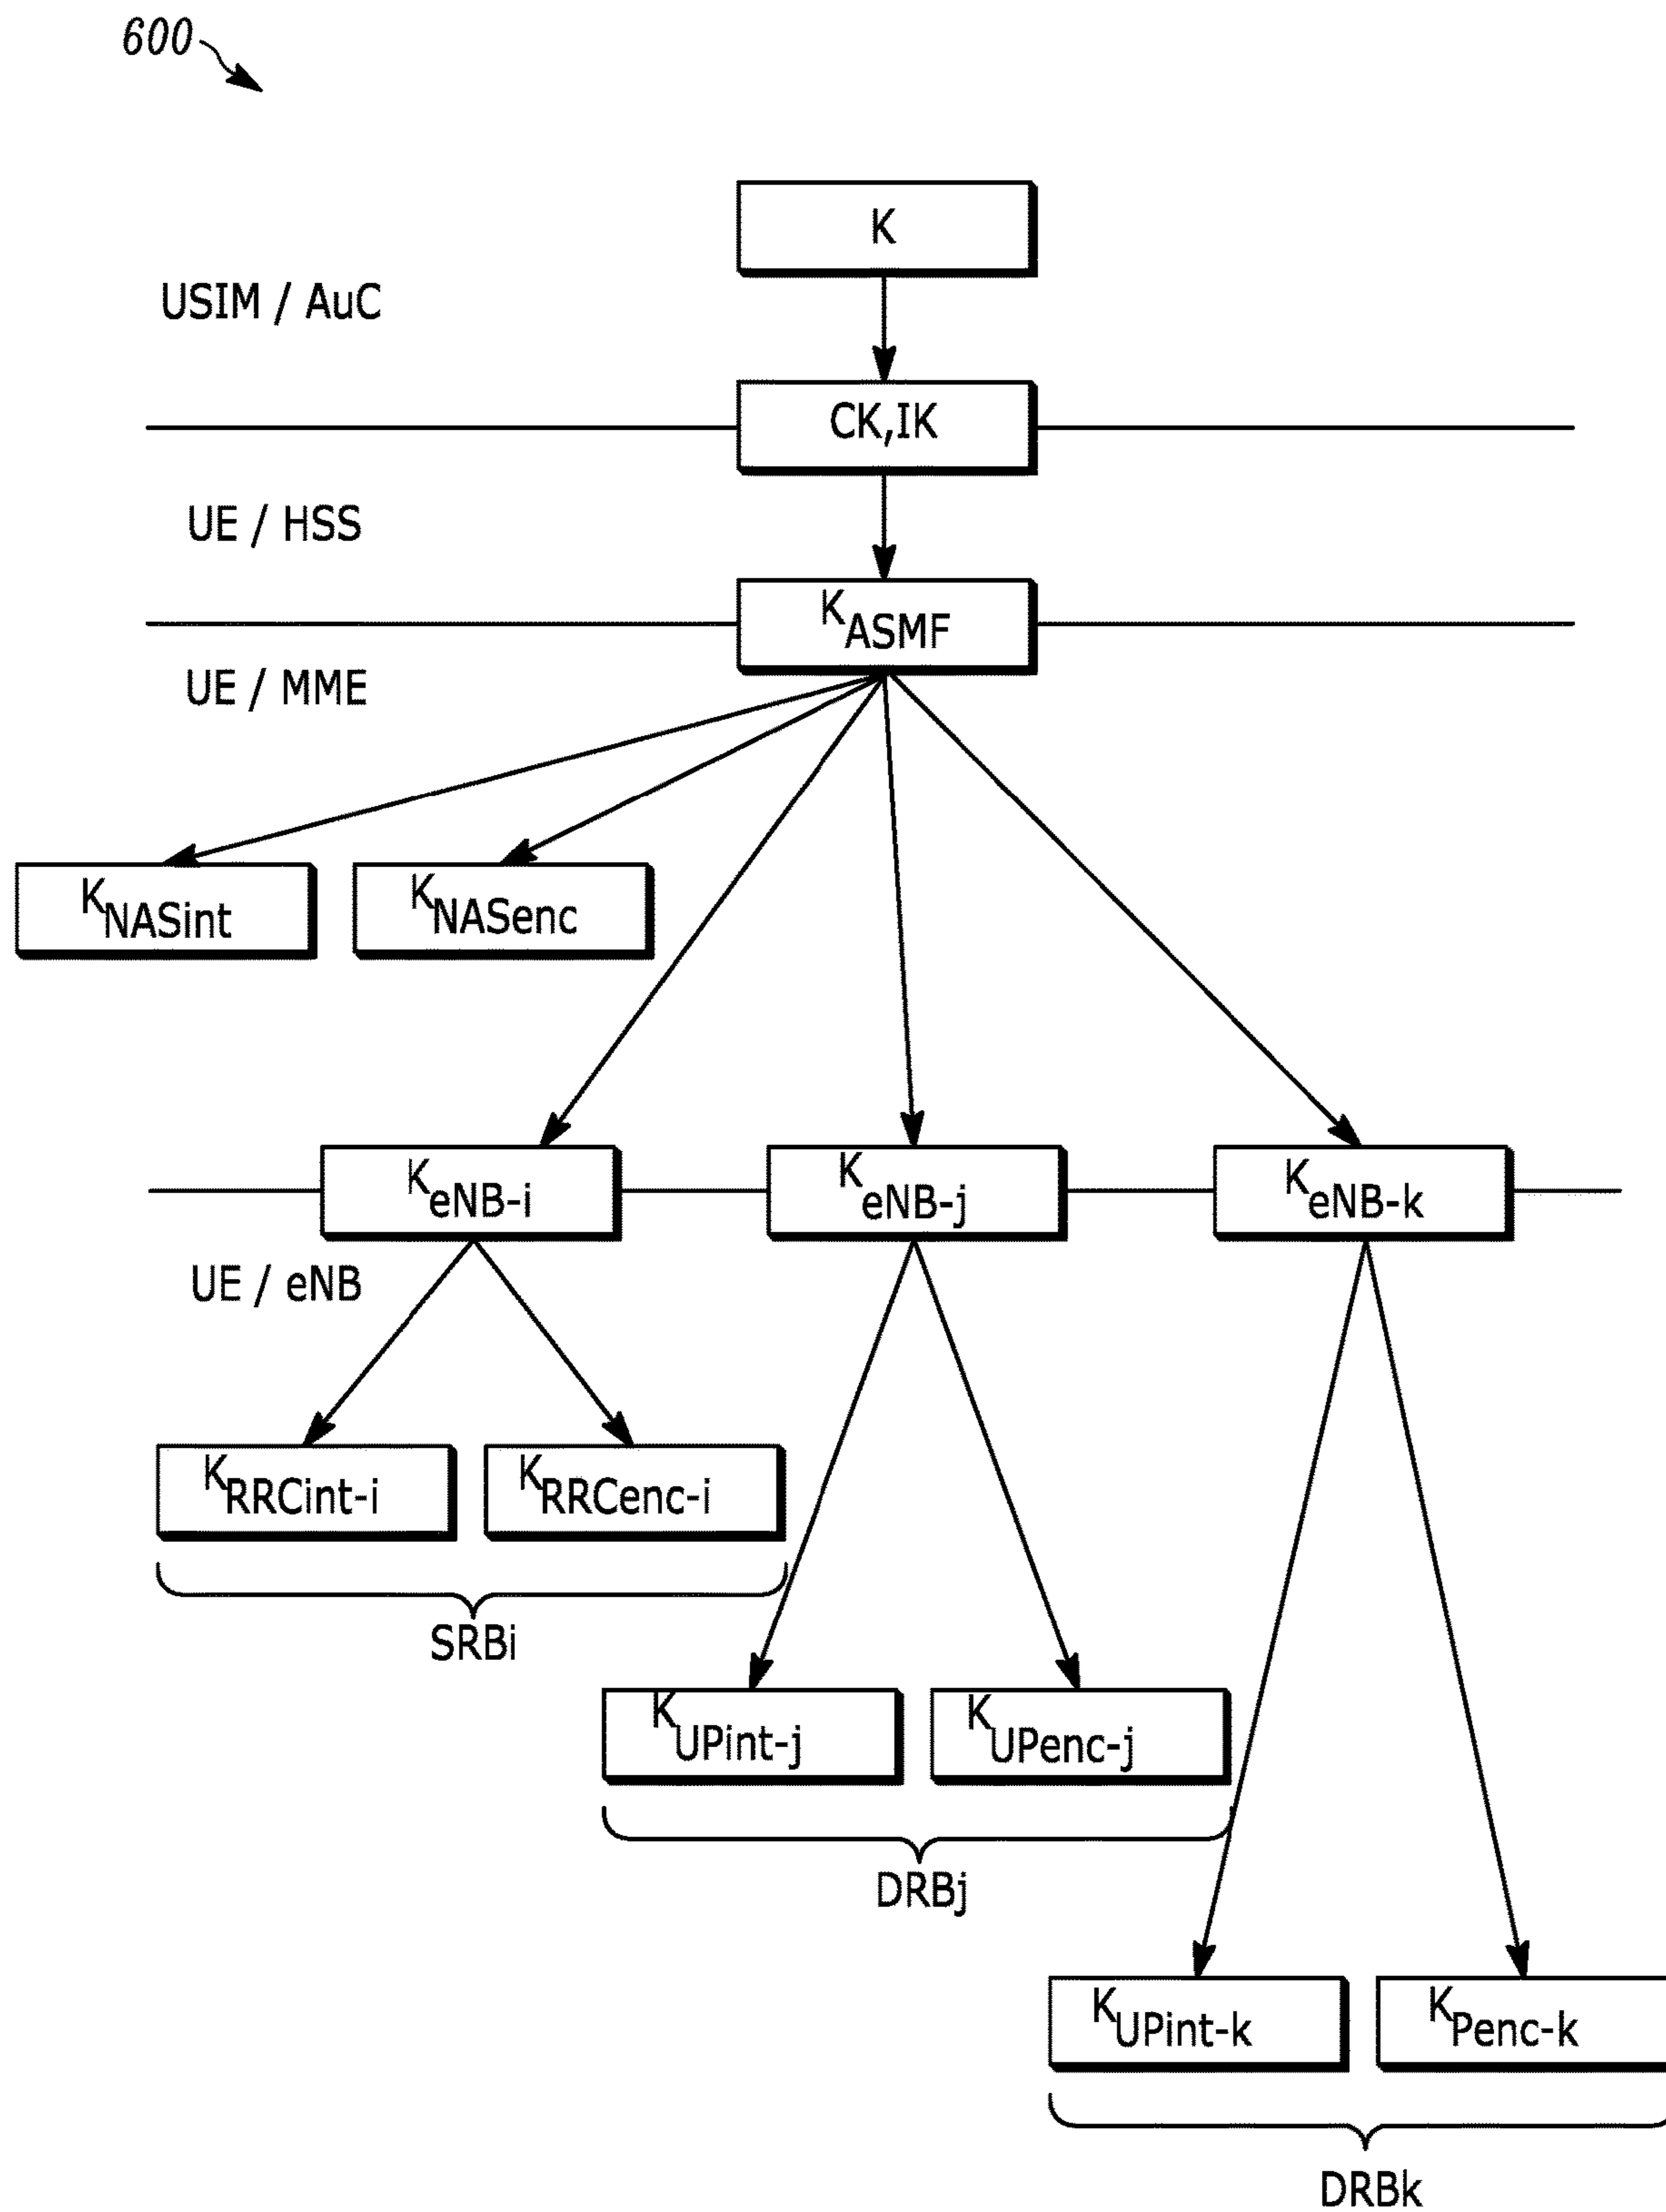 600
K
USIM / AuC
CK,IK
UE / HSS
KASMF
UE / MME
KNASint
KNASenc
KeNB-i
KeNB-j
KeNB-k
UE / eNB
KRRCint-i
KRRCenc-i
SRBi
KUPint-j
KUPenc-j
DRBj
KUPint-k
KPenc-k
DRBk